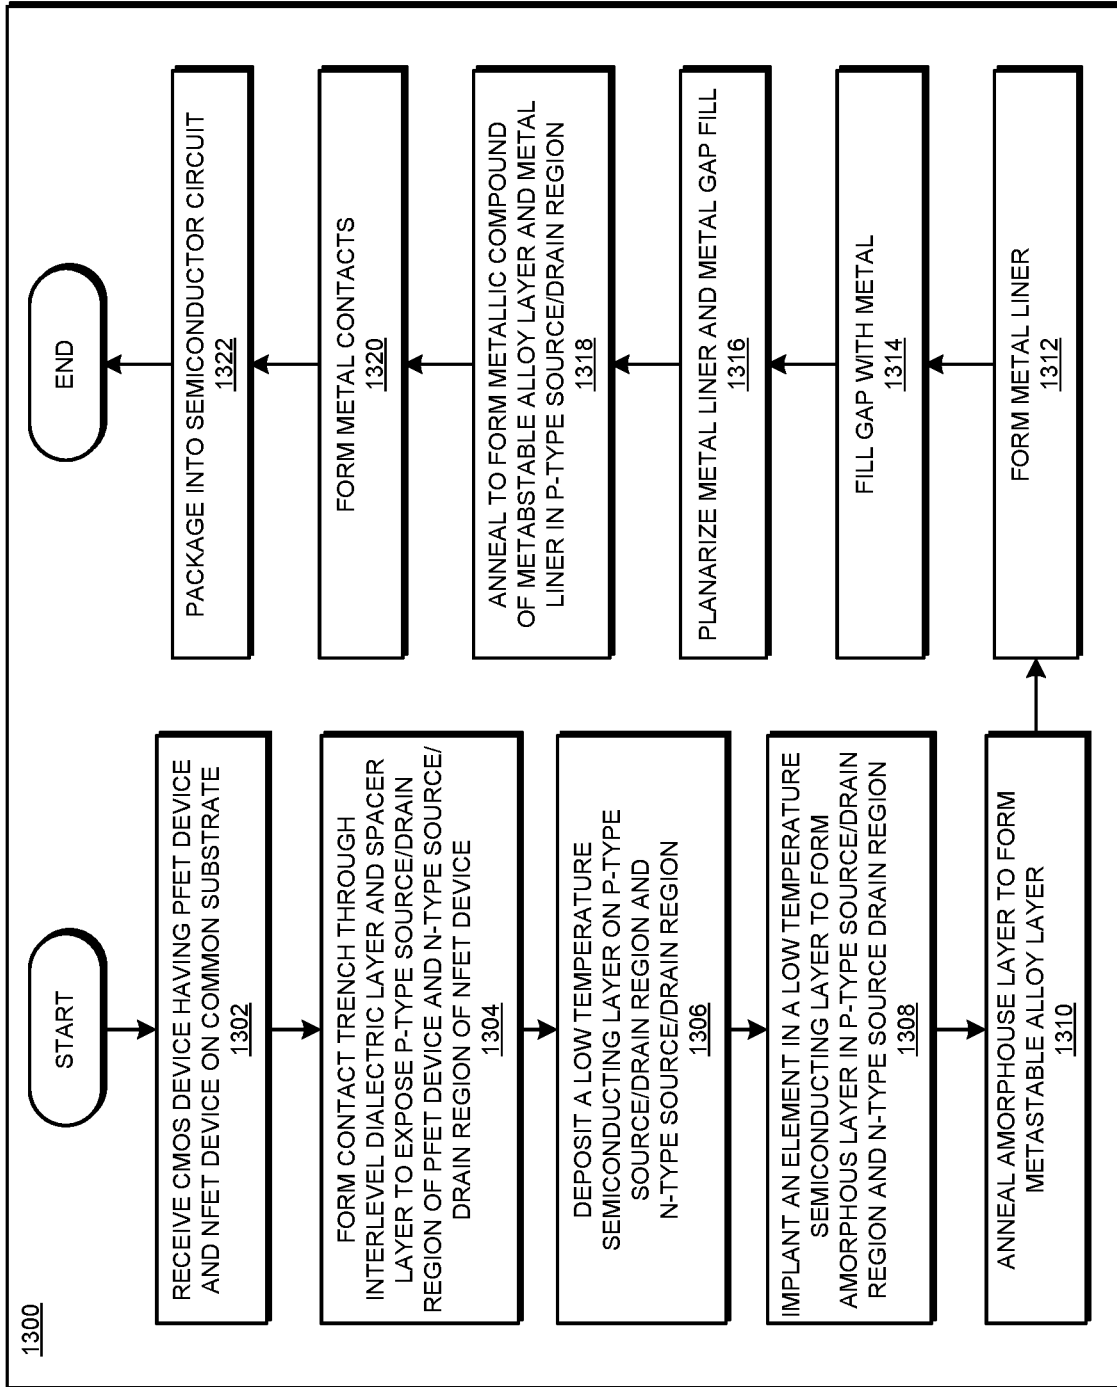 1300
START
RECEIVE CMOS DEVICE HAVING PFET DEVICE
AND NFET DEVICE ON COMMON SUBSTRATE
1302
FORM CONTACT TRENCH THROUGH
INTERLEVEL DIALECTRIC LAYER AND SPACER
LAYER TO EXPOSE P-TYPE SOURCE/DRAIN
REGION OF PFET DEVICE AND N-TYPE SOURCE/
DRAIN REGION OF NFET DEVICE
1304
DEPOSIT A LOW TEMPERATURE
SEMICONDUCTING LAYER ON P-TYPE
SOURCE/DRAIN REGION AND
N-TYPE SOURCE/DRAIN REGION
1306
IMPLANT AN ELEMENT IN A LOW TEMPERATURE
SEMICONDUCTING LAYER TO FORM
AMORPHOUS LAYER IN P-TYPE SOURCE/DRAIN
REGION AND N-TYPE SOURCE DRAIN REGION
1308
ANNEAL AMORPHOUSE LAYER TO FORM
METASTABLE ALLOY LAYER
1310
FORM METAL LINER
1312
FILL GAP WITH METAL
1314
PLANARIZE METAL LINER AND METAL GAP FILL
1316
ANNEAL TO FORM METALLIC COMPOUND
OF METABSTABLE ALLOY LAYER AND METAL
LINER IN P-TYPE SOURCE/DRAIN REGION
1318
FORM METAL CONTACTS
1320
PACKAGE INTO SEMICONDUCTOR CIRCUIT
1322
END